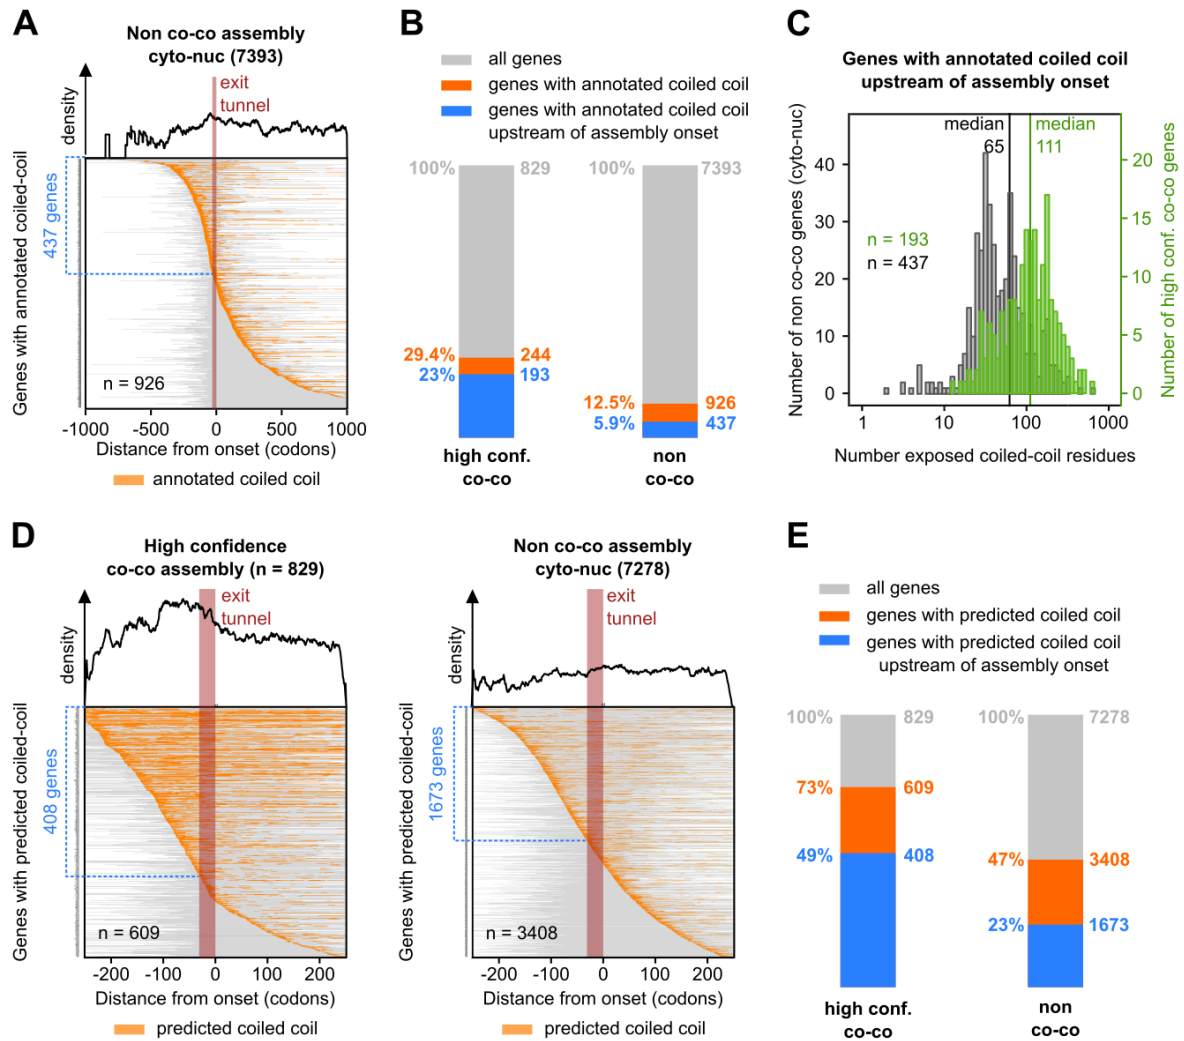 A
Non co-co assembly
cyto-nuc (7393)
exit
tunnel
density
Genes with annotated coiled-coil
437 genes
n = 926
-1000
-500
0
500
1000
Distance from onset (codons)
annotated coiled coil
B
all genes
genes with annotated coiled coil
genes with annotated coiled coil
upstream of assembly onset
100%
829
100%
7393
29.4%
244
23%
193
12.5%
926
5.9%
437
high conf.
co-co
non
co-co
C
Genes with annotated coiled coil
upstream of assembly onset
median
65
median
111
n = 193
n = 437
Number of non co-co genes (cyto-nuc)
40
30
20
10
0
Number of high conf. co-co genes
20
15
10
5
0
1
10
100
1000
Number exposed coiled-coil residues
D
High confidence
co-co assembly (n = 829)
exit
tunnel
density
Genes with predicted coiled-coil
408 genes
n = 609
-200
-100
0
100
200
Distance from onset (codons)
predicted coiled coil
Non co-co assembly
cyto-nuc (7278)
exit
tunnel
density
Genes with predicted coiled-coil
1673 genes
n = 3408
-200
-100
0
100
200
Distance from onset (codons)
predicted coiled coil
E
all genes
genes with predicted coiled coil
genes with predicted coiled coil
upstream of assembly onset
100%
829
100%
7278
73%
609
49%
408
47%
3408
23%
1673
high conf.
co-co
non
co-co